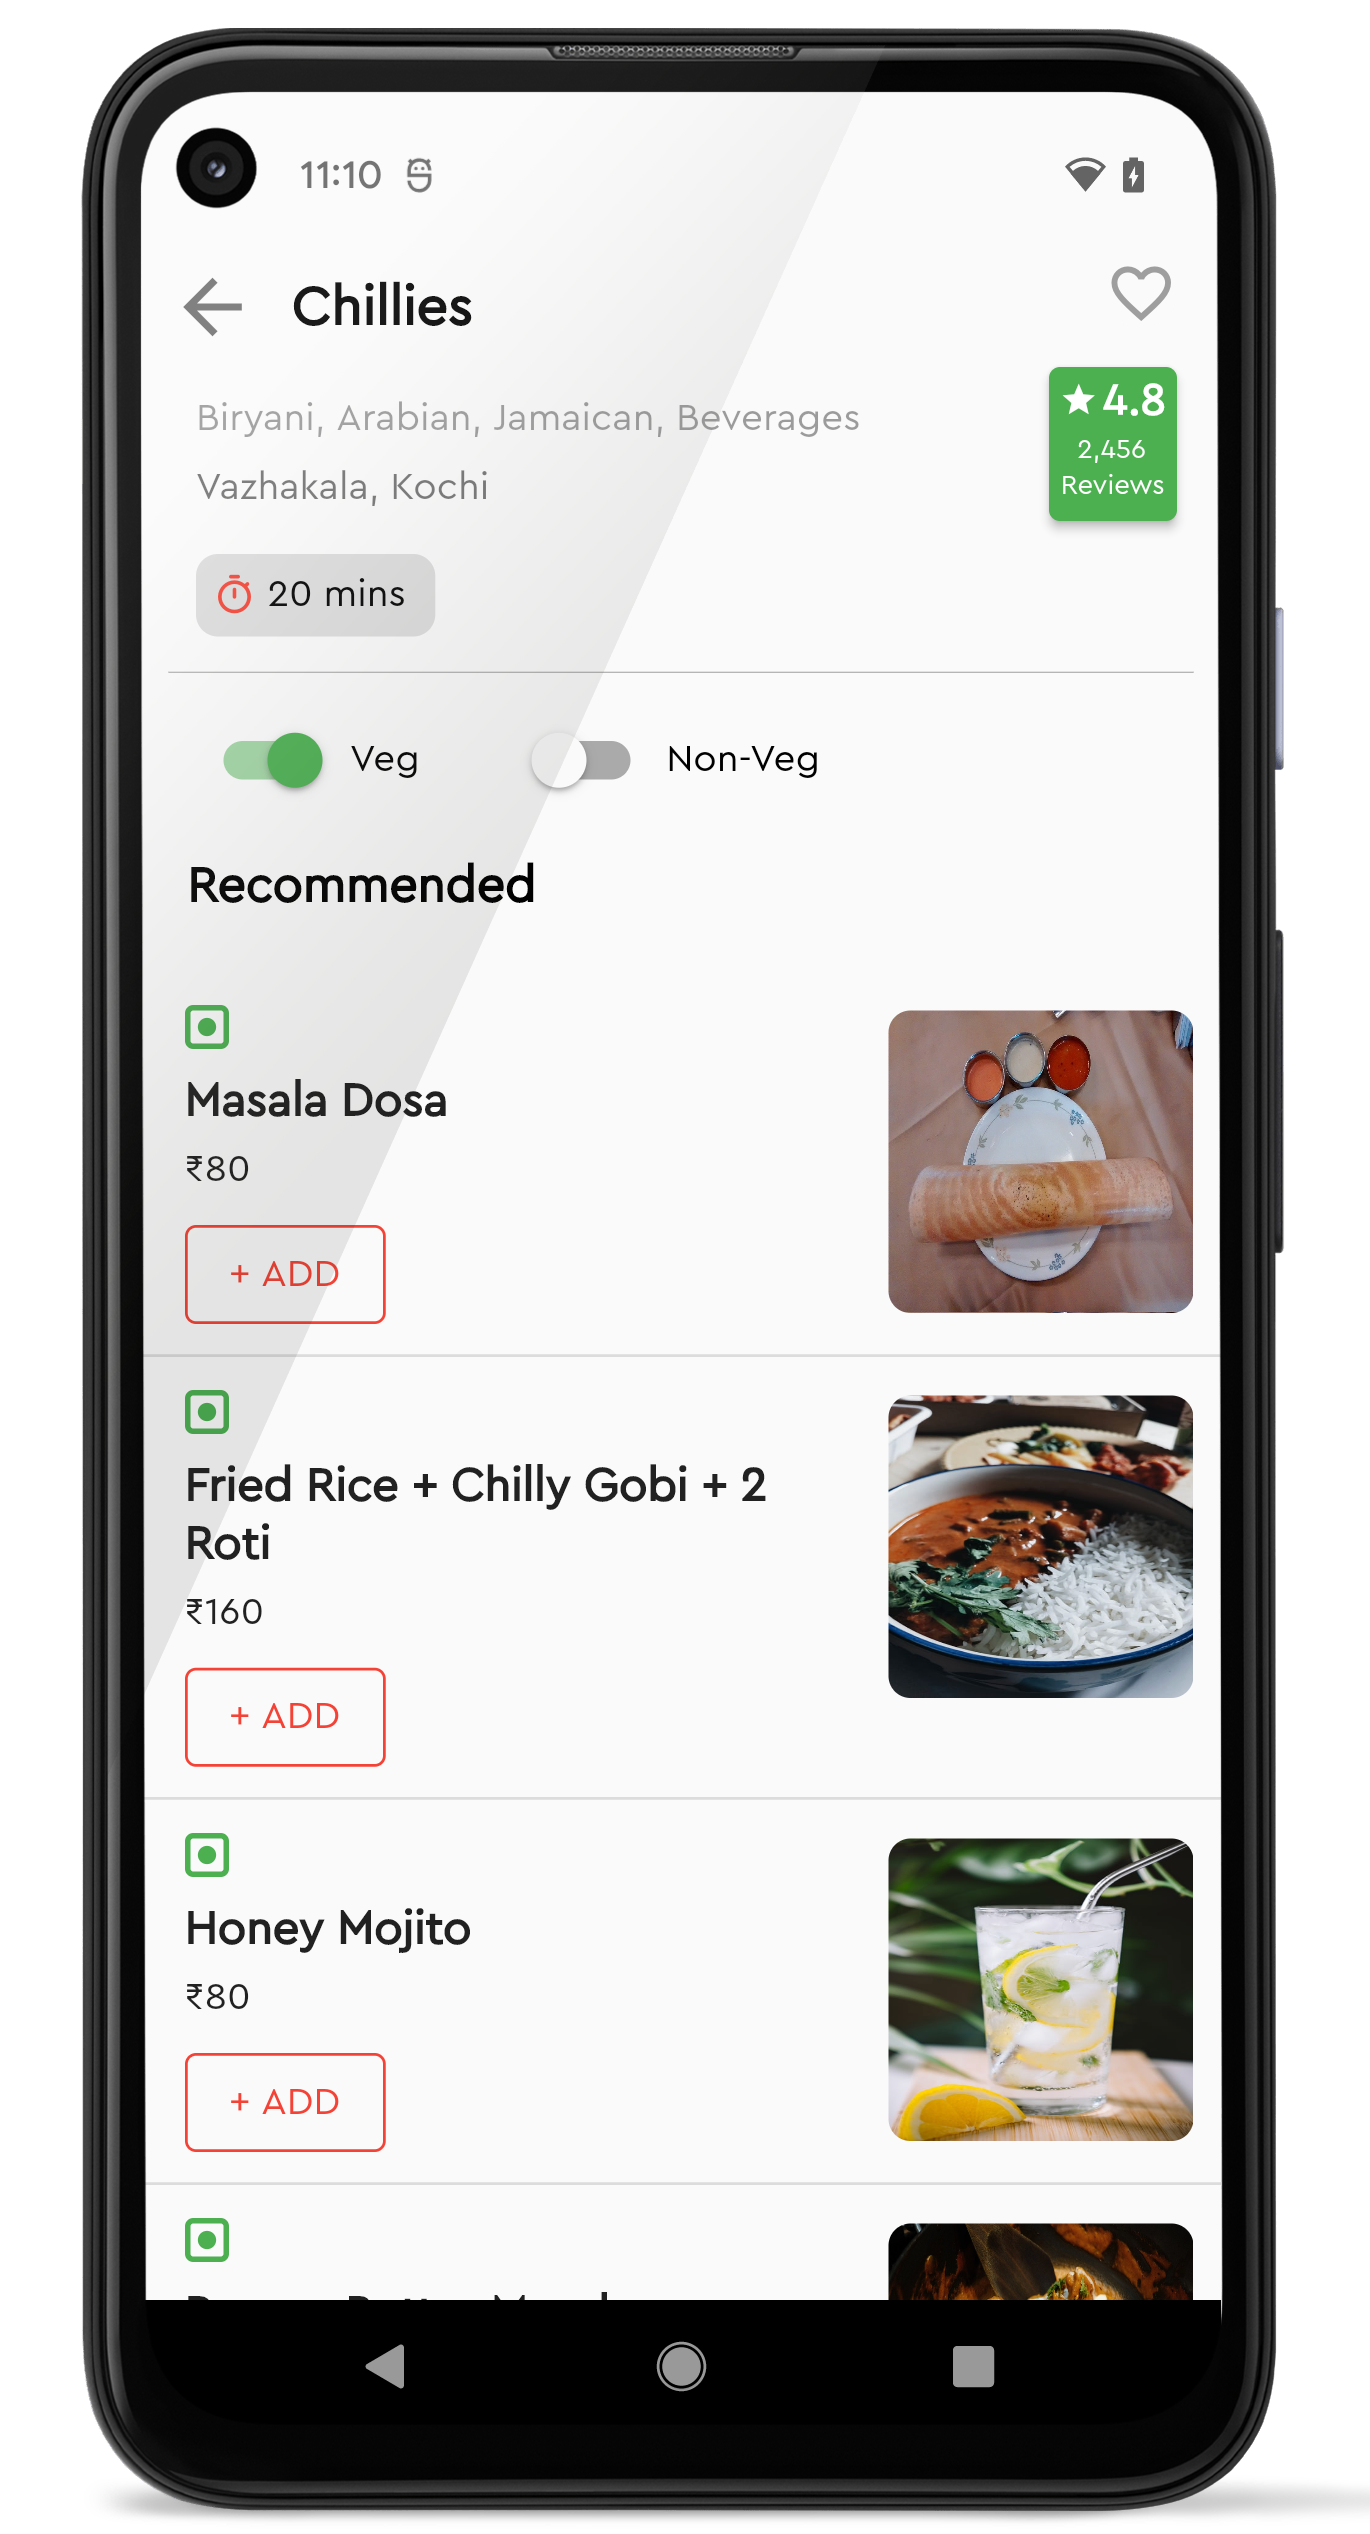 11:10
Chillies
Biryani, Arabian, Jamaican, Beverages
Vazhakala, Kochi
★ 4.8
2,456
Reviews
20 mins
Veg
Non-Veg
Recommended
Masala Dosa
₹80
+ ADD
Fried Rice + Chilly Gobi + 2
Roti
₹160
+ ADD
Honey Mojito
₹80
+ ADD